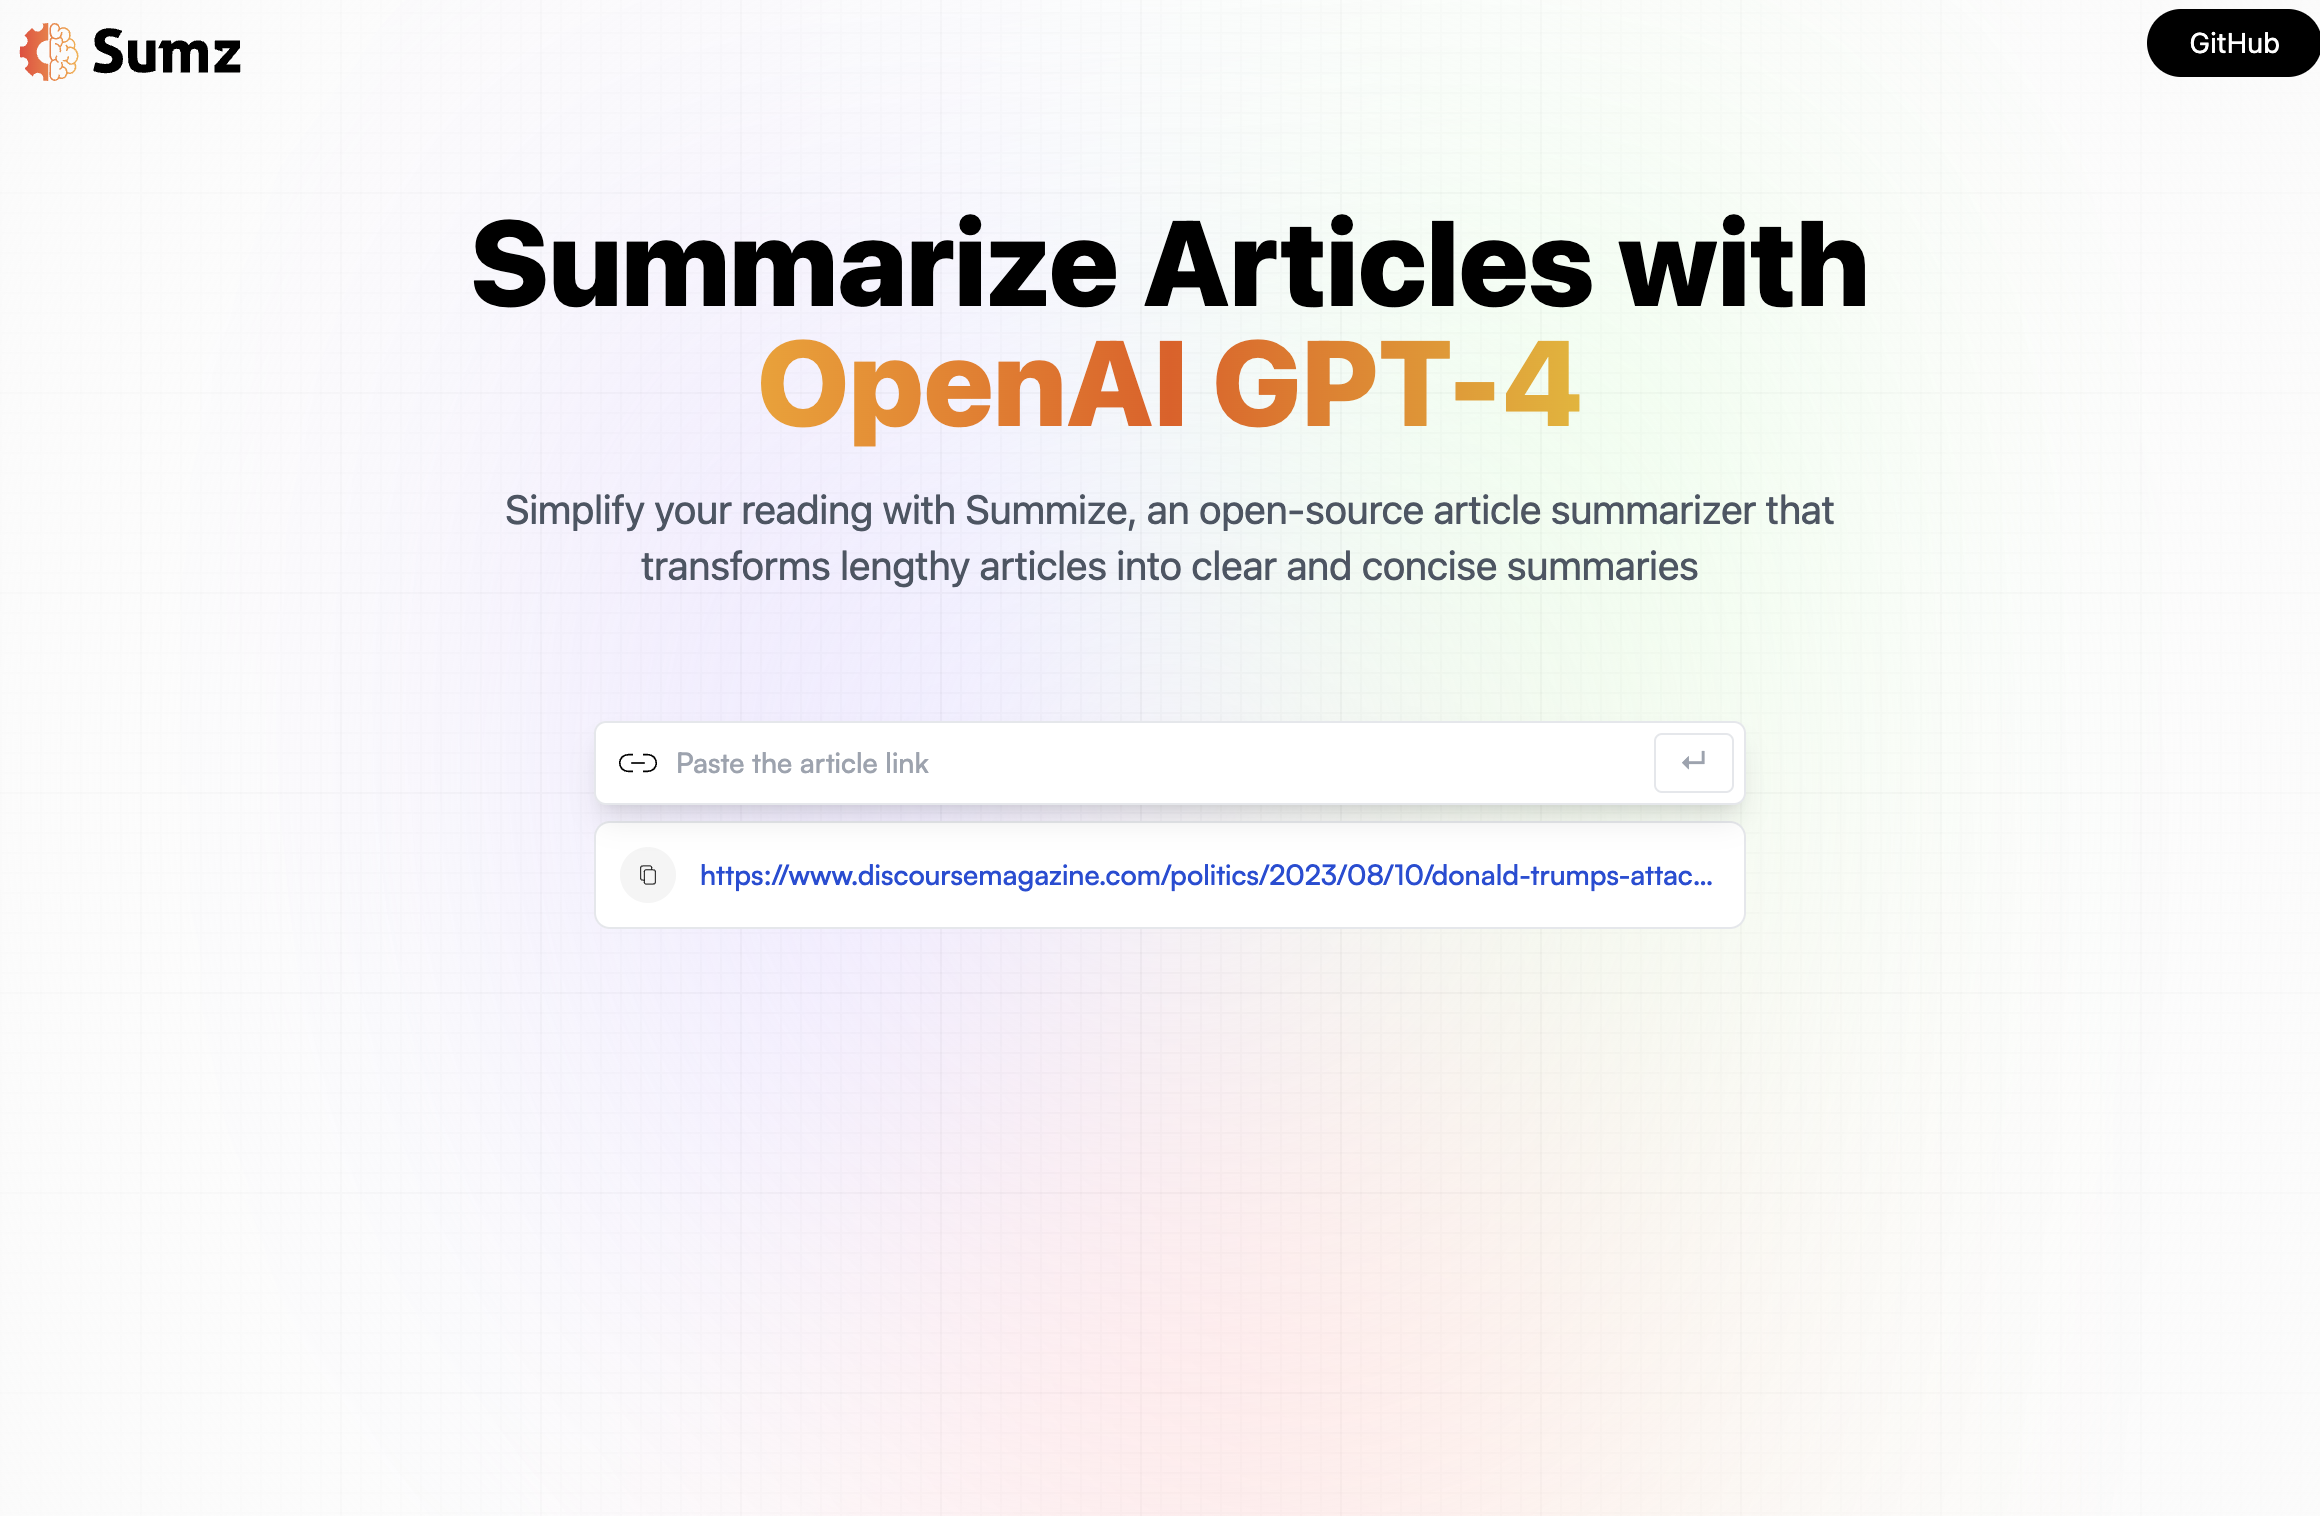 Sumz
GitHub
Summarize Articles with
OpenAI GPT-4
Simplify your reading with Summize, an open-source article summarizer that
transforms lengthy articles into clear and concise summaries
Paste the article link
https://www.discoursemagazine.com/politics/2023/08/10/donald-trumps-attac...